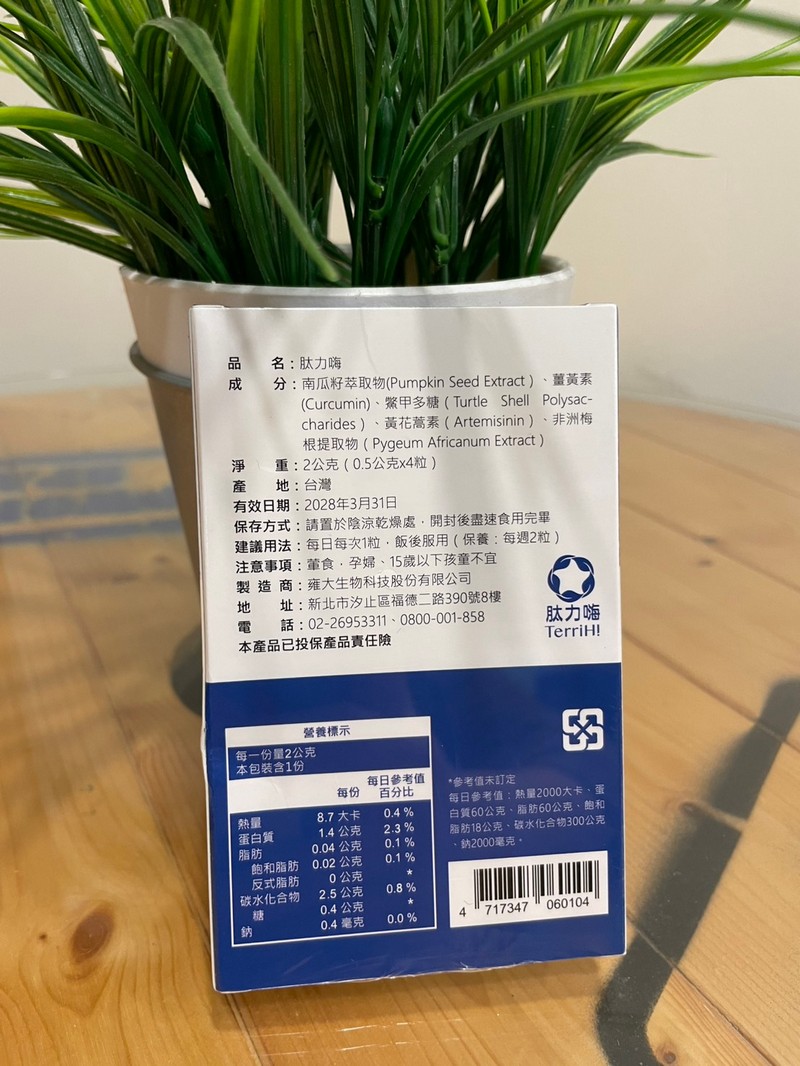 品名：肽力嗨
成分：南瓜籽萃取物(Pumpkin Seed Extract）、薑黃素
(Curcumin)、鱉甲多糖（Turtle Shell Polysac-
charides）、黃花蒿素（Artemisinin）、非洲梅
根提取物（Pygeum Africanum Extract）
淨重：2公克（0.5公克x4粒）
產地：台灣
有效日期：2028年3月31日
保存方式：請置於陰涼乾燥處，開封後盡速食用完畢
建議用法：每日每次1粒，飯後服用（保養：每週2粒）
注意事項：葷食，孕婦、15歲以下孩童不宜
製造商：雍大生物科技股份有限公司
地址：新北市汐止區福德二路390號8樓
電話：02-26953311、0800-001-858
本產品已投保產品責任險
肽力嗨
TerriH!
營養標示
每一份量2公克
本包裝含1份
每份 每日參考值百分比
熱量 8.7 大卡 0.4 %
蛋白質 1.4 公克 2.3 %
脂肪 0.04 公克 0.1 %
飽和脂肪 0.02 公克 0.1 %
反式脂肪 0 公克 *
碳水化合物 2.5 公克 0.8 %
糖 0.4 公克 *
鈉 0.4 毫克 0.0 %
*參考值未訂定
每日參考值：熱量2000大卡、蛋
白質60公克、脂肪60公克、飽和
脂肪18公克、碳水化合物300公克
、鈉2000毫克。
4 717347 060104